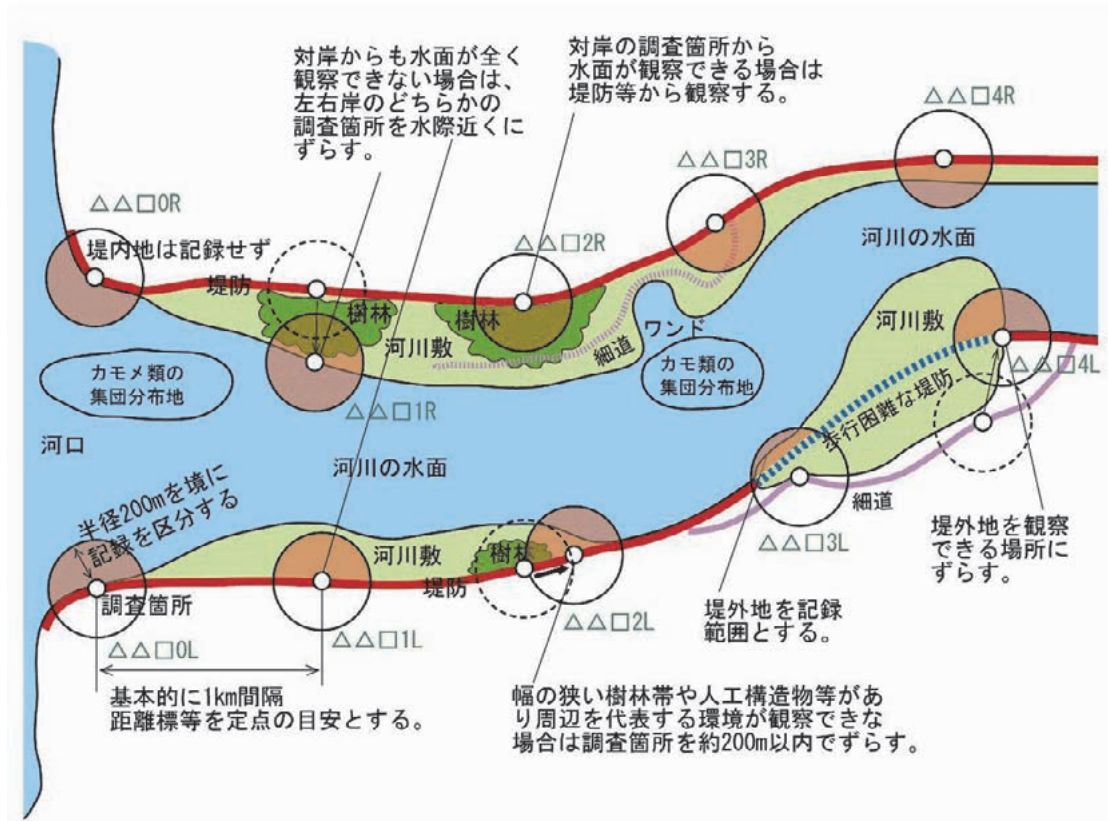 対岸からも水面が全く
観察できない場合は、
左右岸のどちらかの
調査箇所を水際近くに
ずらす。
対岸の調査箇所から
水面が観察できる場合は
堤防等から観察する。
△△□4R
△△□3R
△△□0R
堤内地は記録せず
堤防
樹林
△△□2R
樹林
河川の水面
河川敷
細道
ワンド
河川敷
カモメ類の
集団分布地
カモ類の
集団分布地
△△□1R
△△□4L
歩行困難な堤防
河口
河川の水面
半径200mを境に
記録を区分する
細道
河川敷
樹林
堤防
調査箇所
△△□3L
堤外地を観察
できる場所に
ずらす。
△△□0L
△△□1L
△△□2L
堤外地を記録
範囲とする。
基本的に1km間隔
距離標等を定点の目安とする。
幅の狭い樹林帯や人工構造物等があ
り周辺を代表する環境が観察できな
場合は調査箇所を約200m以内でずらす。